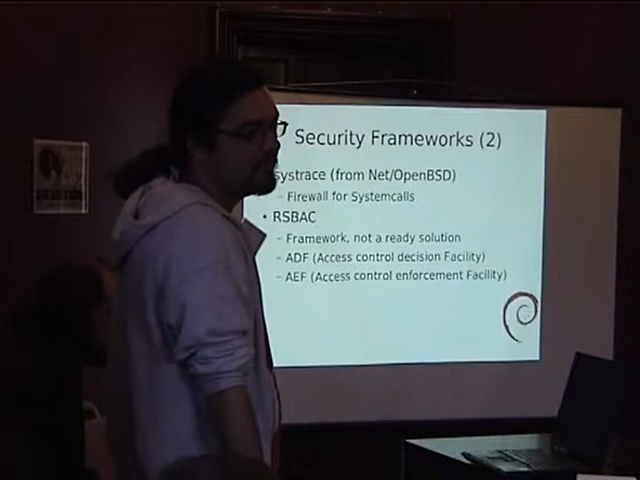 Security Frameworks (2)
systrace (from Net/OpenBSD)
– Firewall for Systemcalls
• RSBAC
– Framework, not a ready solution
– ADF (Access control decision Facility)
– AEF (Access control enforcement Facility)